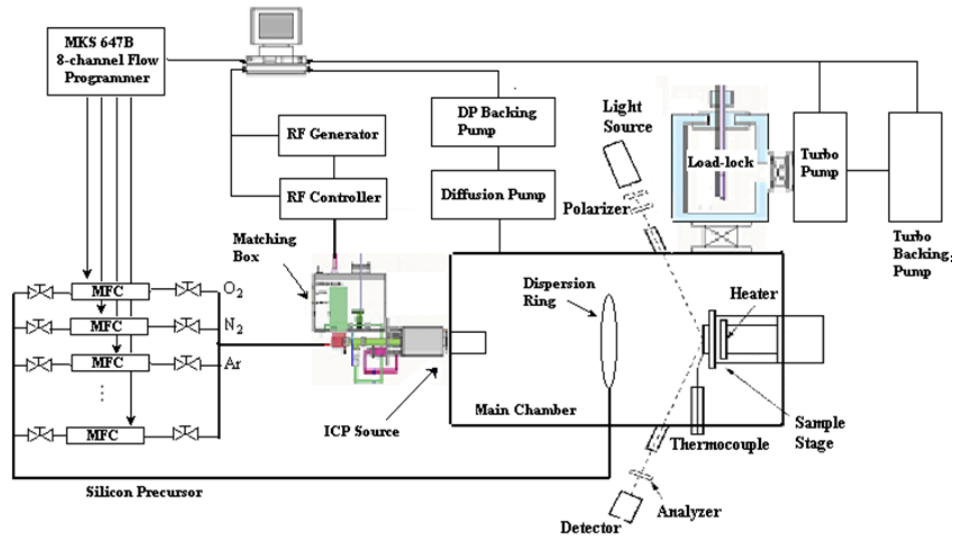 MKS 647B
8-channel Flow
Programmer
DP Backing
Pump
Light
Source
RF Generator
Load-lock
Turbo
Pump
RF Controller
Diffusion Pump
Polarizer
Matching
Box
Turbo
Backing
Pump
MFC
O2
Dispersion
Ring
Heater
MFC
N2
MFC
Ar
Main Chamber
Sample
Stage
ICP Source
MFC
Thermocouple
Silicon Precursor
Analyzer
Detector